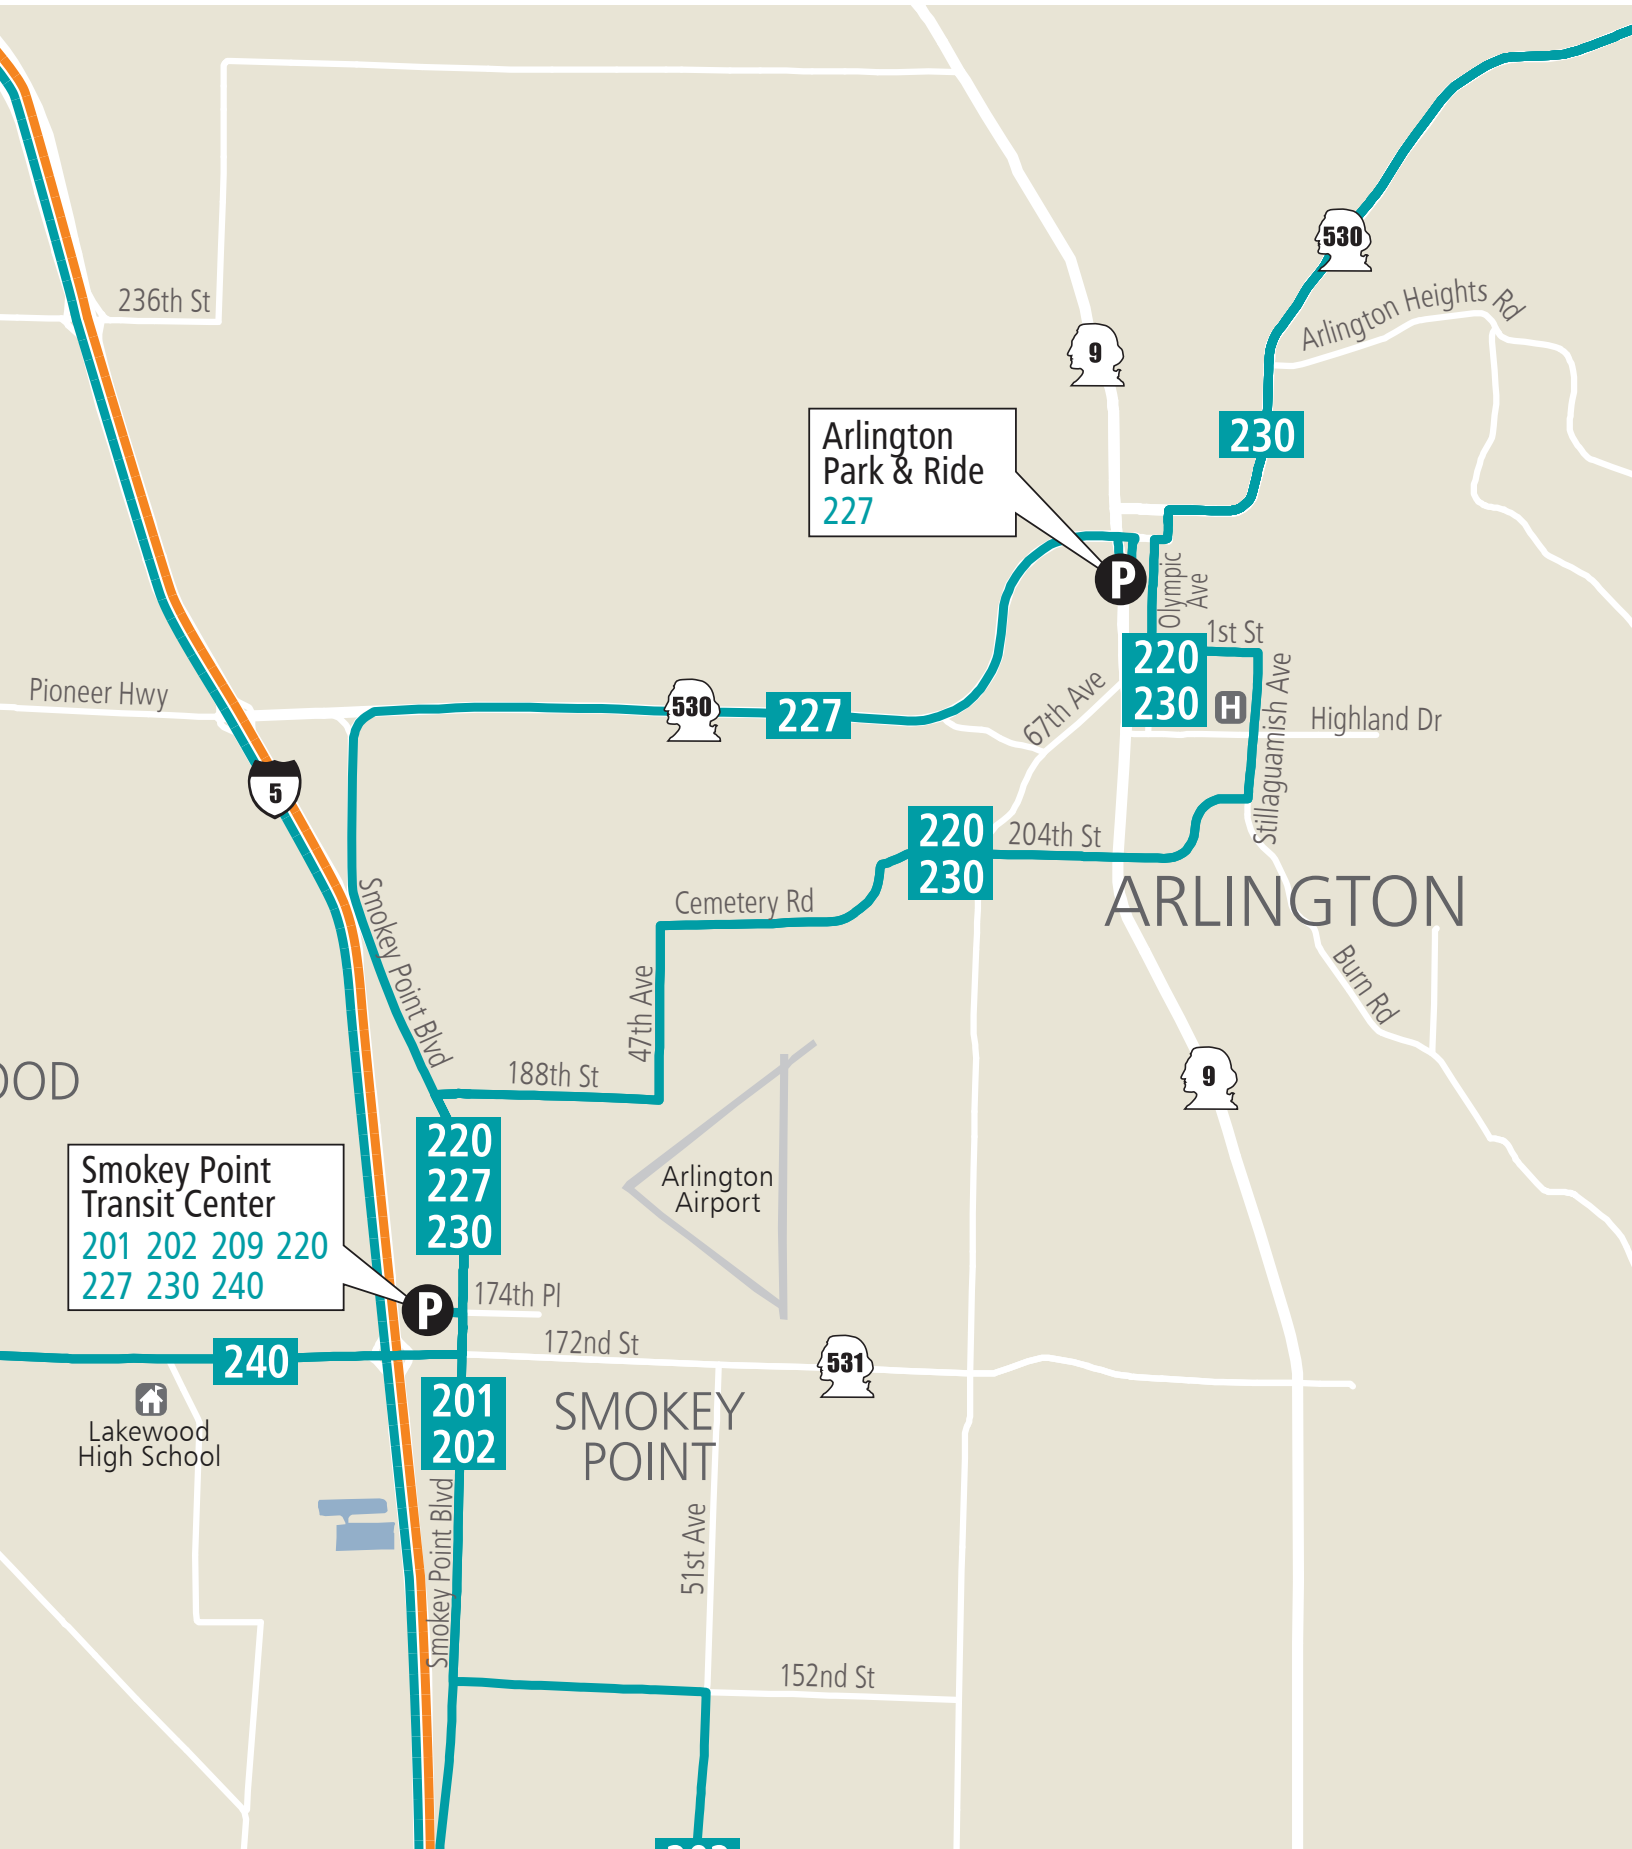 236th St
530
Arlington Heights Rd
9
230
Arlington
Park & Ride
227
P
Olympic
Ave
1st St
220
230
H
Pioneer Hwy
530
227
67th Ave
Stillaguamish Ave
Highland Dr
5
220
230
204th St
ARLINGTON
Smokey Point Blvd
Cemetery Rd
47th Ave
Burn Rd
OOD
188th St
9
220
227
230
Arlington
Airport
Smokey Point
Transit Center
201 202 209 220
227 230 240
P
174th Pl
172nd St
531
240
201
202
SMOKEY
POINT
Lakewood
High School
Smokey Point Blvd
51st Ave
152nd St